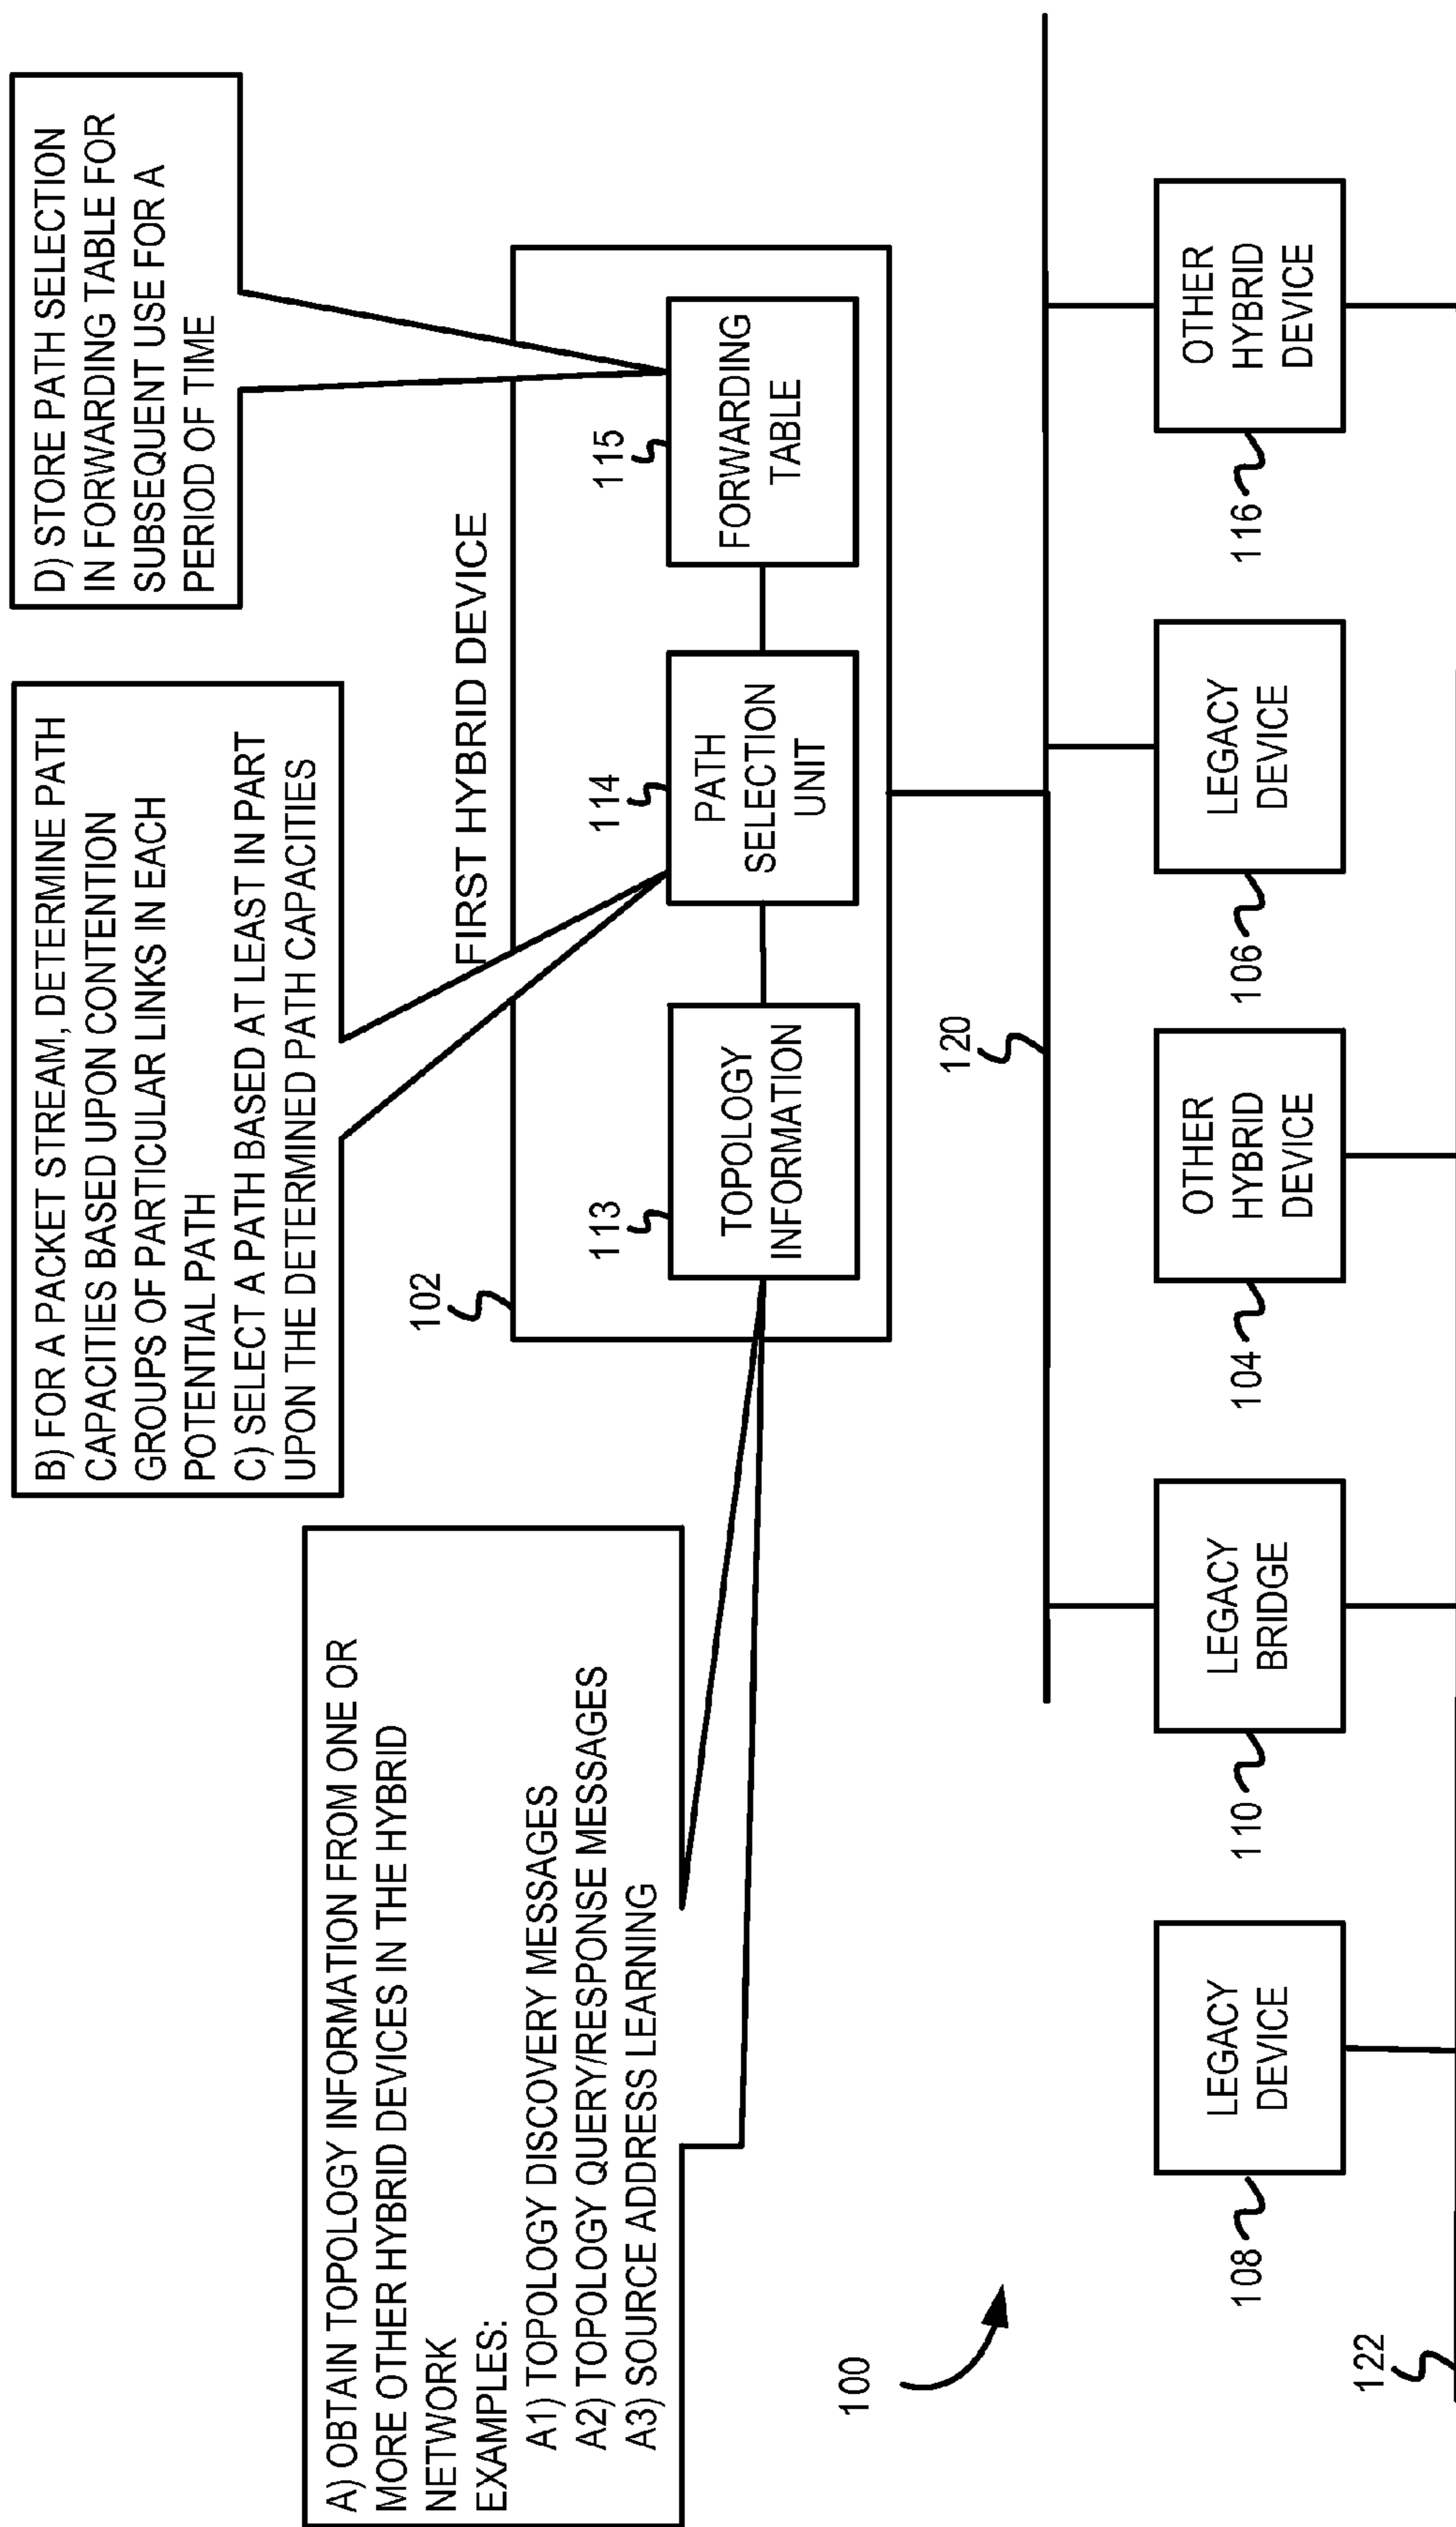 A) OBTAIN TOPOLOGY INFORMATION FROM ONE OR
MORE OTHER HYBRID DEVICES IN THE HYBRID
NETWORK
EXAMPLES:
A1) TOPOLOGY DISCOVERY MESSAGES
A2) TOPOLOGY QUERY/RESPONSE MESSAGES
A3) SOURCE ADDRESS LEARNING
B) FOR A PACKET STREAM, DETERMINE PATH
CAPACITIES BASED UPON CONTENTION
GROUPS OF PARTICULAR LINKS IN EACH
POTENTIAL PATH
C) SELECT A PATH BASED AT LEAST IN PART
UPON THE DETERMINED PATH CAPACITIES
D) STORE PATH SELECTION
IN FORWARDING TABLE FOR
SUBSEQUENT USE FOR A
PERIOD OF TIME
102
FIRST HYBRID DEVICE
113
TOPOLOGY
INFORMATION
114
PATH
SELECTION
UNIT
115
FORWARDING
TABLE
100
120
108
LEGACY
DEVICE
110
LEGACY
BRIDGE
104
OTHER
HYBRID
DEVICE
106
LEGACY
DEVICE
116
OTHER
HYBRID
DEVICE
122